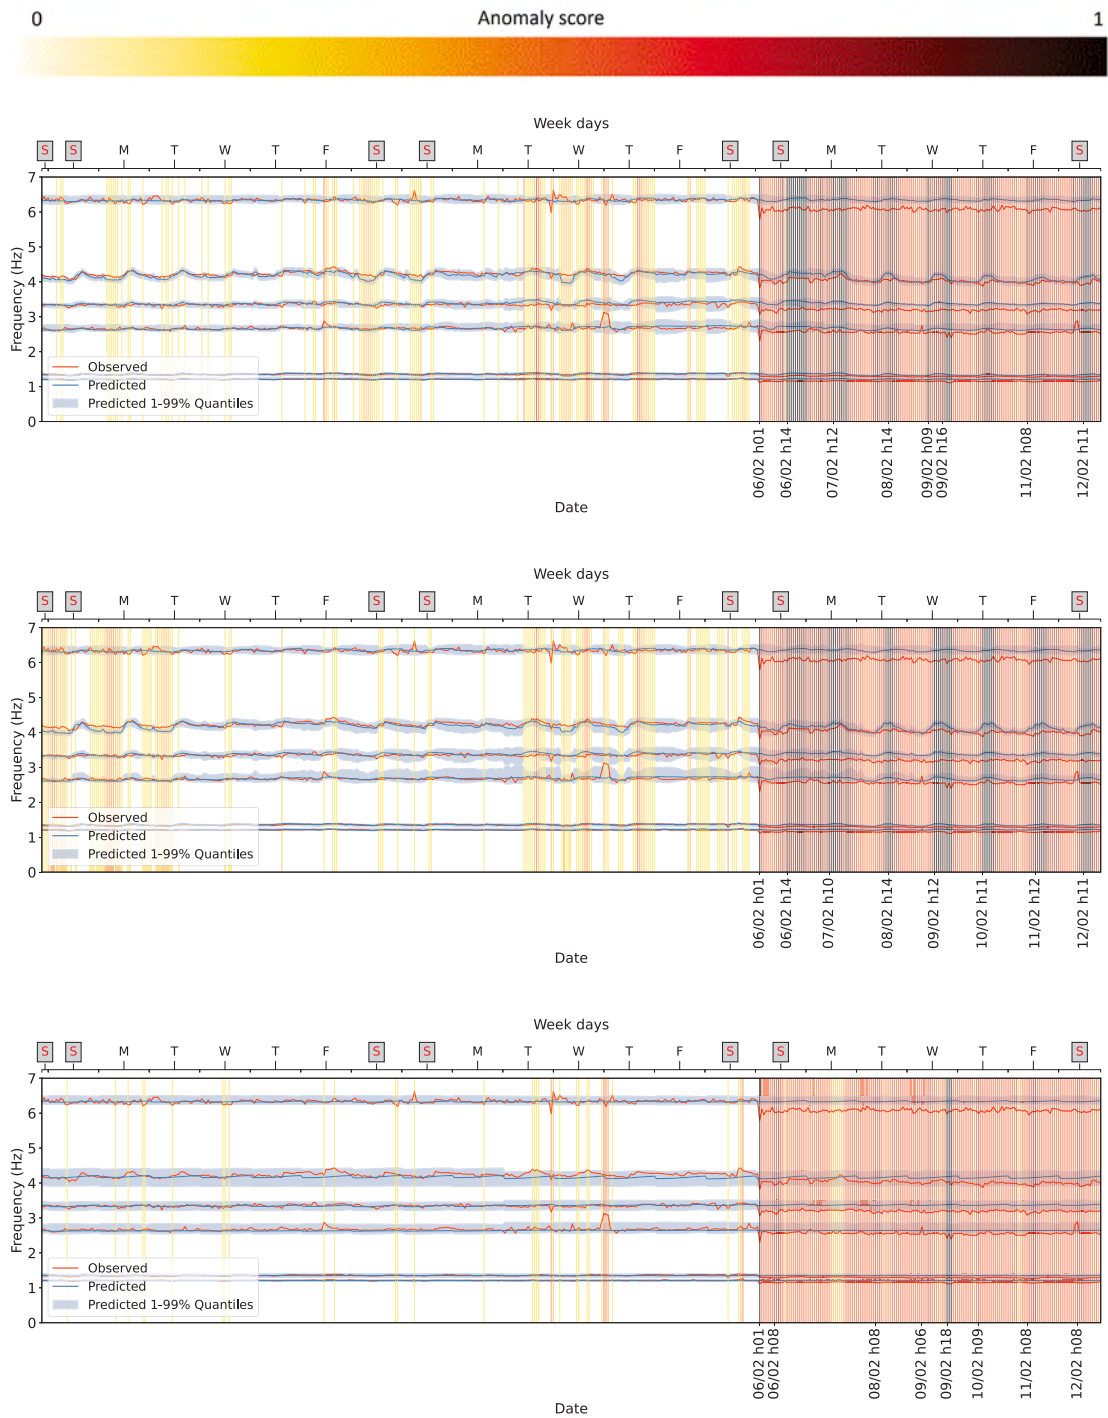 0 Anomaly score 1
Week days
S S M T W T F S S M T W T F S S M T W T F S
7
6
5
4
3
2
1
0
Frequency (Hz)
Observed
Predicted
Predicted 1-99% Quantiles
06/02 h01
06/02 h14
07/02 h12
08/02 h14
09/02 h09
09/02 h16
11/02 h08
12/02 h11
Date
Week days
S S M T W T F S S M T W T F S S M T W T F S
7
6
5
4
3
2
1
0
Frequency (Hz)
Observed
Predicted
Predicted 1-99% Quantiles
06/02 h01
06/02 h14
07/02 h10
08/02 h14
09/02 h12
10/02 h11
11/02 h12
12/02 h11
Date
Week days
S S M T W T F S S M T W T F S S M T W T F S
7
6
5
4
3
2
1
0
Frequency (Hz)
Observed
Predicted
Predicted 1-99% Quantiles
06/02 h01
06/02 h08
08/02 h08
09/02 h06
09/02 h18
10/02 h09
11/02 h08
12/02 h08
Date